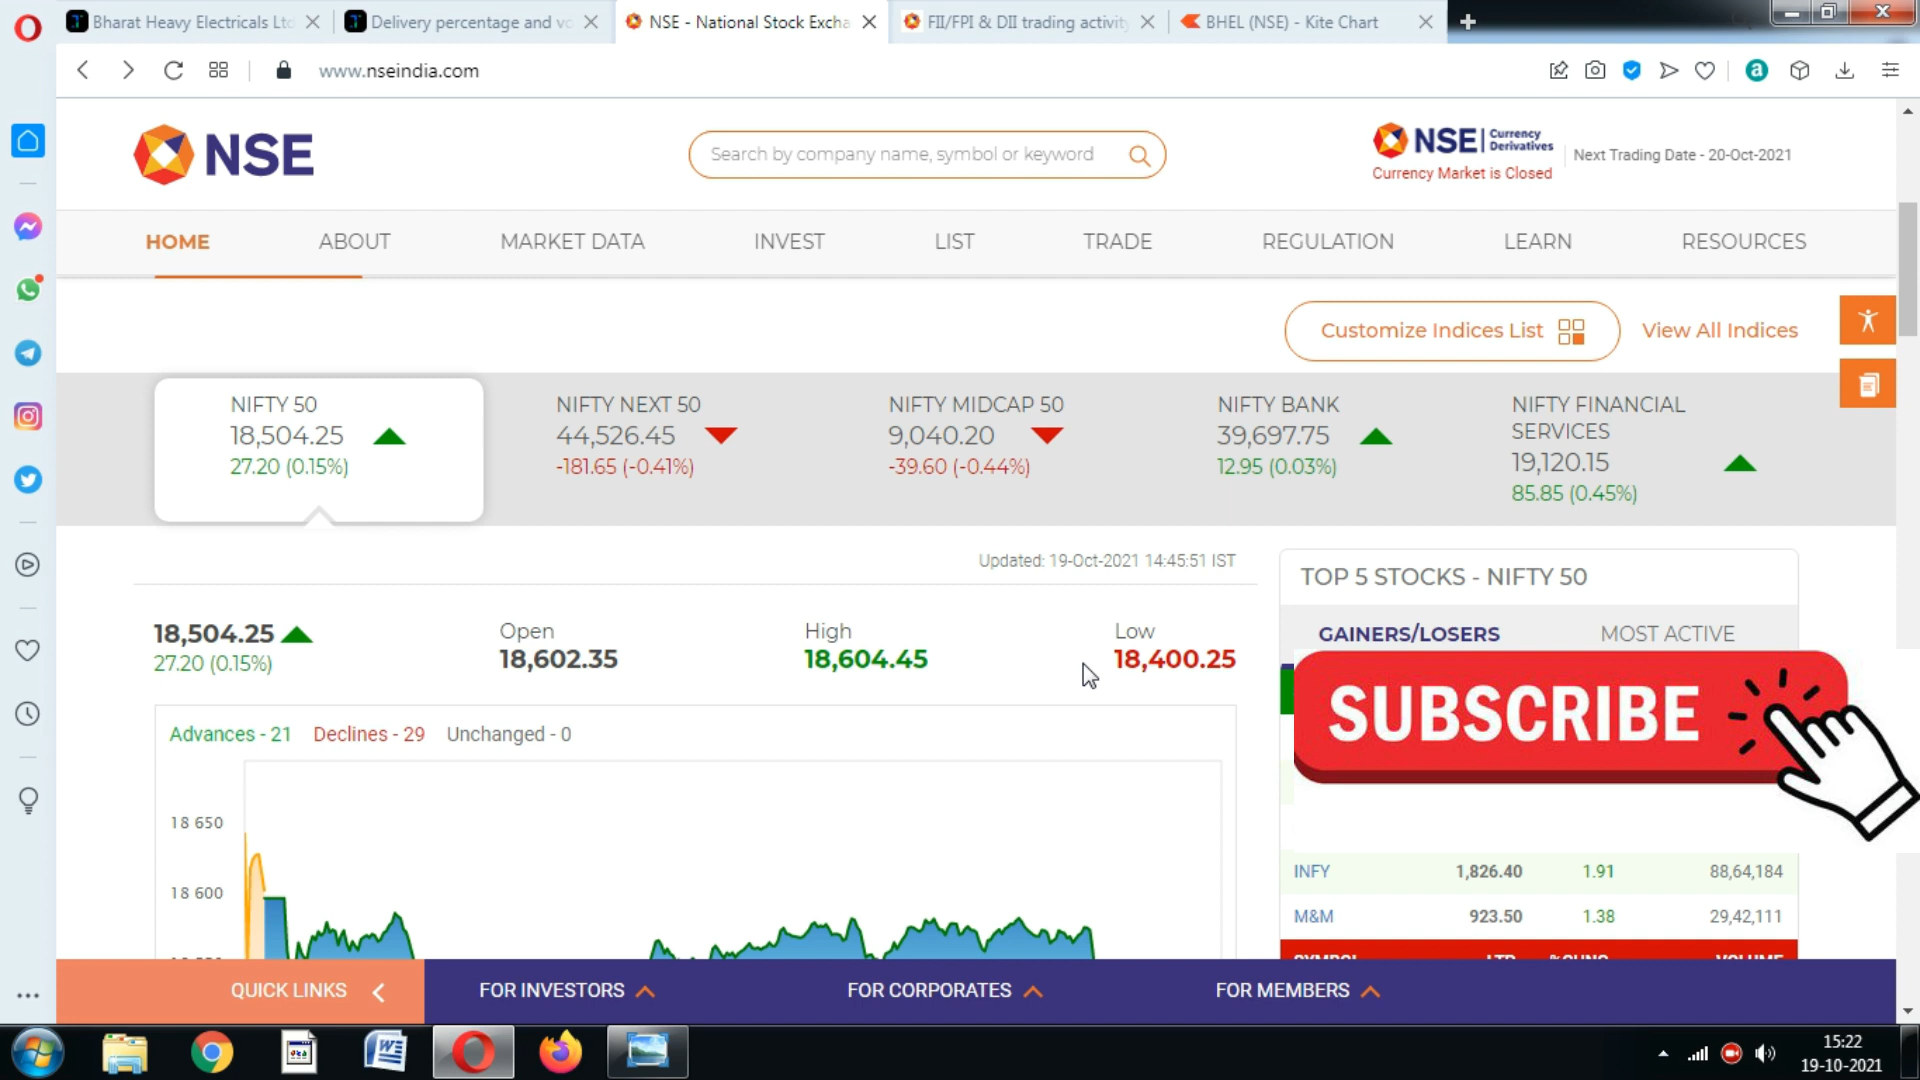 Bharat Heavy Electricals Ltd
Delivery percentage and vo
NSE - National Stock Excha
FII/FPI & DII trading activity
BHEL (NSE) - Kite Chart
www.nseindia.com
NSE
Search by company name, symbol or keyword
NSE Currency Derivatives
Currency Market is Closed
Next Trading Date - 20-Oct-2021
HOME
ABOUT
MARKET DATA
INVEST
LIST
TRADE
REGULATION
LEARN
RESOURCES
Customize Indices List
View All Indices
NIFTY 50
18,504.25
27.20 (0.15%)
NIFTY NEXT 50
44,526.45
-181.65 (-0.41%)
NIFTY MIDCAP 50
9,040.20
-39.60 (-0.44%)
NIFTY BANK
39,697.75
12.95 (0.03%)
NIFTY FINANCIAL
SERVICES
19,120.15
85.85 (0.45%)
Updated: 19-Oct-2021 14:45:51 IST
18,504.25
27.20 (0.15%)
Open
18,602.35
High
18,604.45
Low
18,400.25
Advances - 21 Declines - 29 Unchanged - 0
18 650
18 600
TOP 5 STOCKS - NIFTY 50
GAINERS/LOSERS
MOST ACTIVE
SUBSCRIBE
INFY 1,826.40 1.91 88,64,184
M&M 923.50 1.38 29,42,111
QUICK LINKS
FOR INVESTORS
FOR CORPORATES
FOR MEMBERS
15:22
19-10-2021